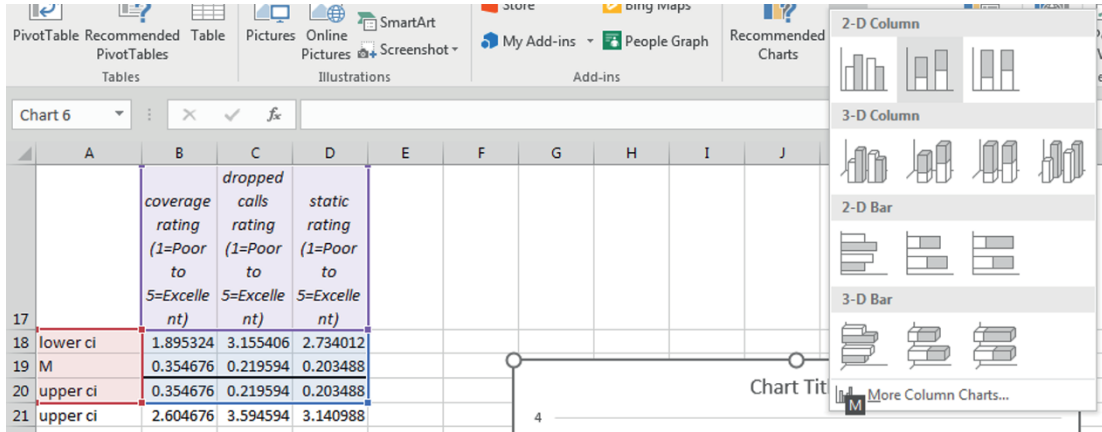 Store
Bing Maps
PivotTable Recommended Table
PivotTables
Tables
Pictures Online
Pictures
SmartArt
Screenshot
Illustrations
My Add-ins
People Graph
Add-ins
Recommended
Charts
2-D Column
3-D Column
2-D Bar
3-D Bar
More Column Charts...
M
Chart 6
fx
A B C D E F G H I J
17
coverage rating (1=Poor to 5=Excelle nt)
dropped calls rating (1=Poor to 5=Excelle nt)
static rating (1=Poor to 5=Excelle nt)
18 lower ci 1.895324 3.155406 2.734012
19 M 0.354676 0.219594 0.203488
20 upper ci 0.354676 0.219594 0.203488
21 upper ci 2.604676 3.594594 3.140988
Chart Tit
4